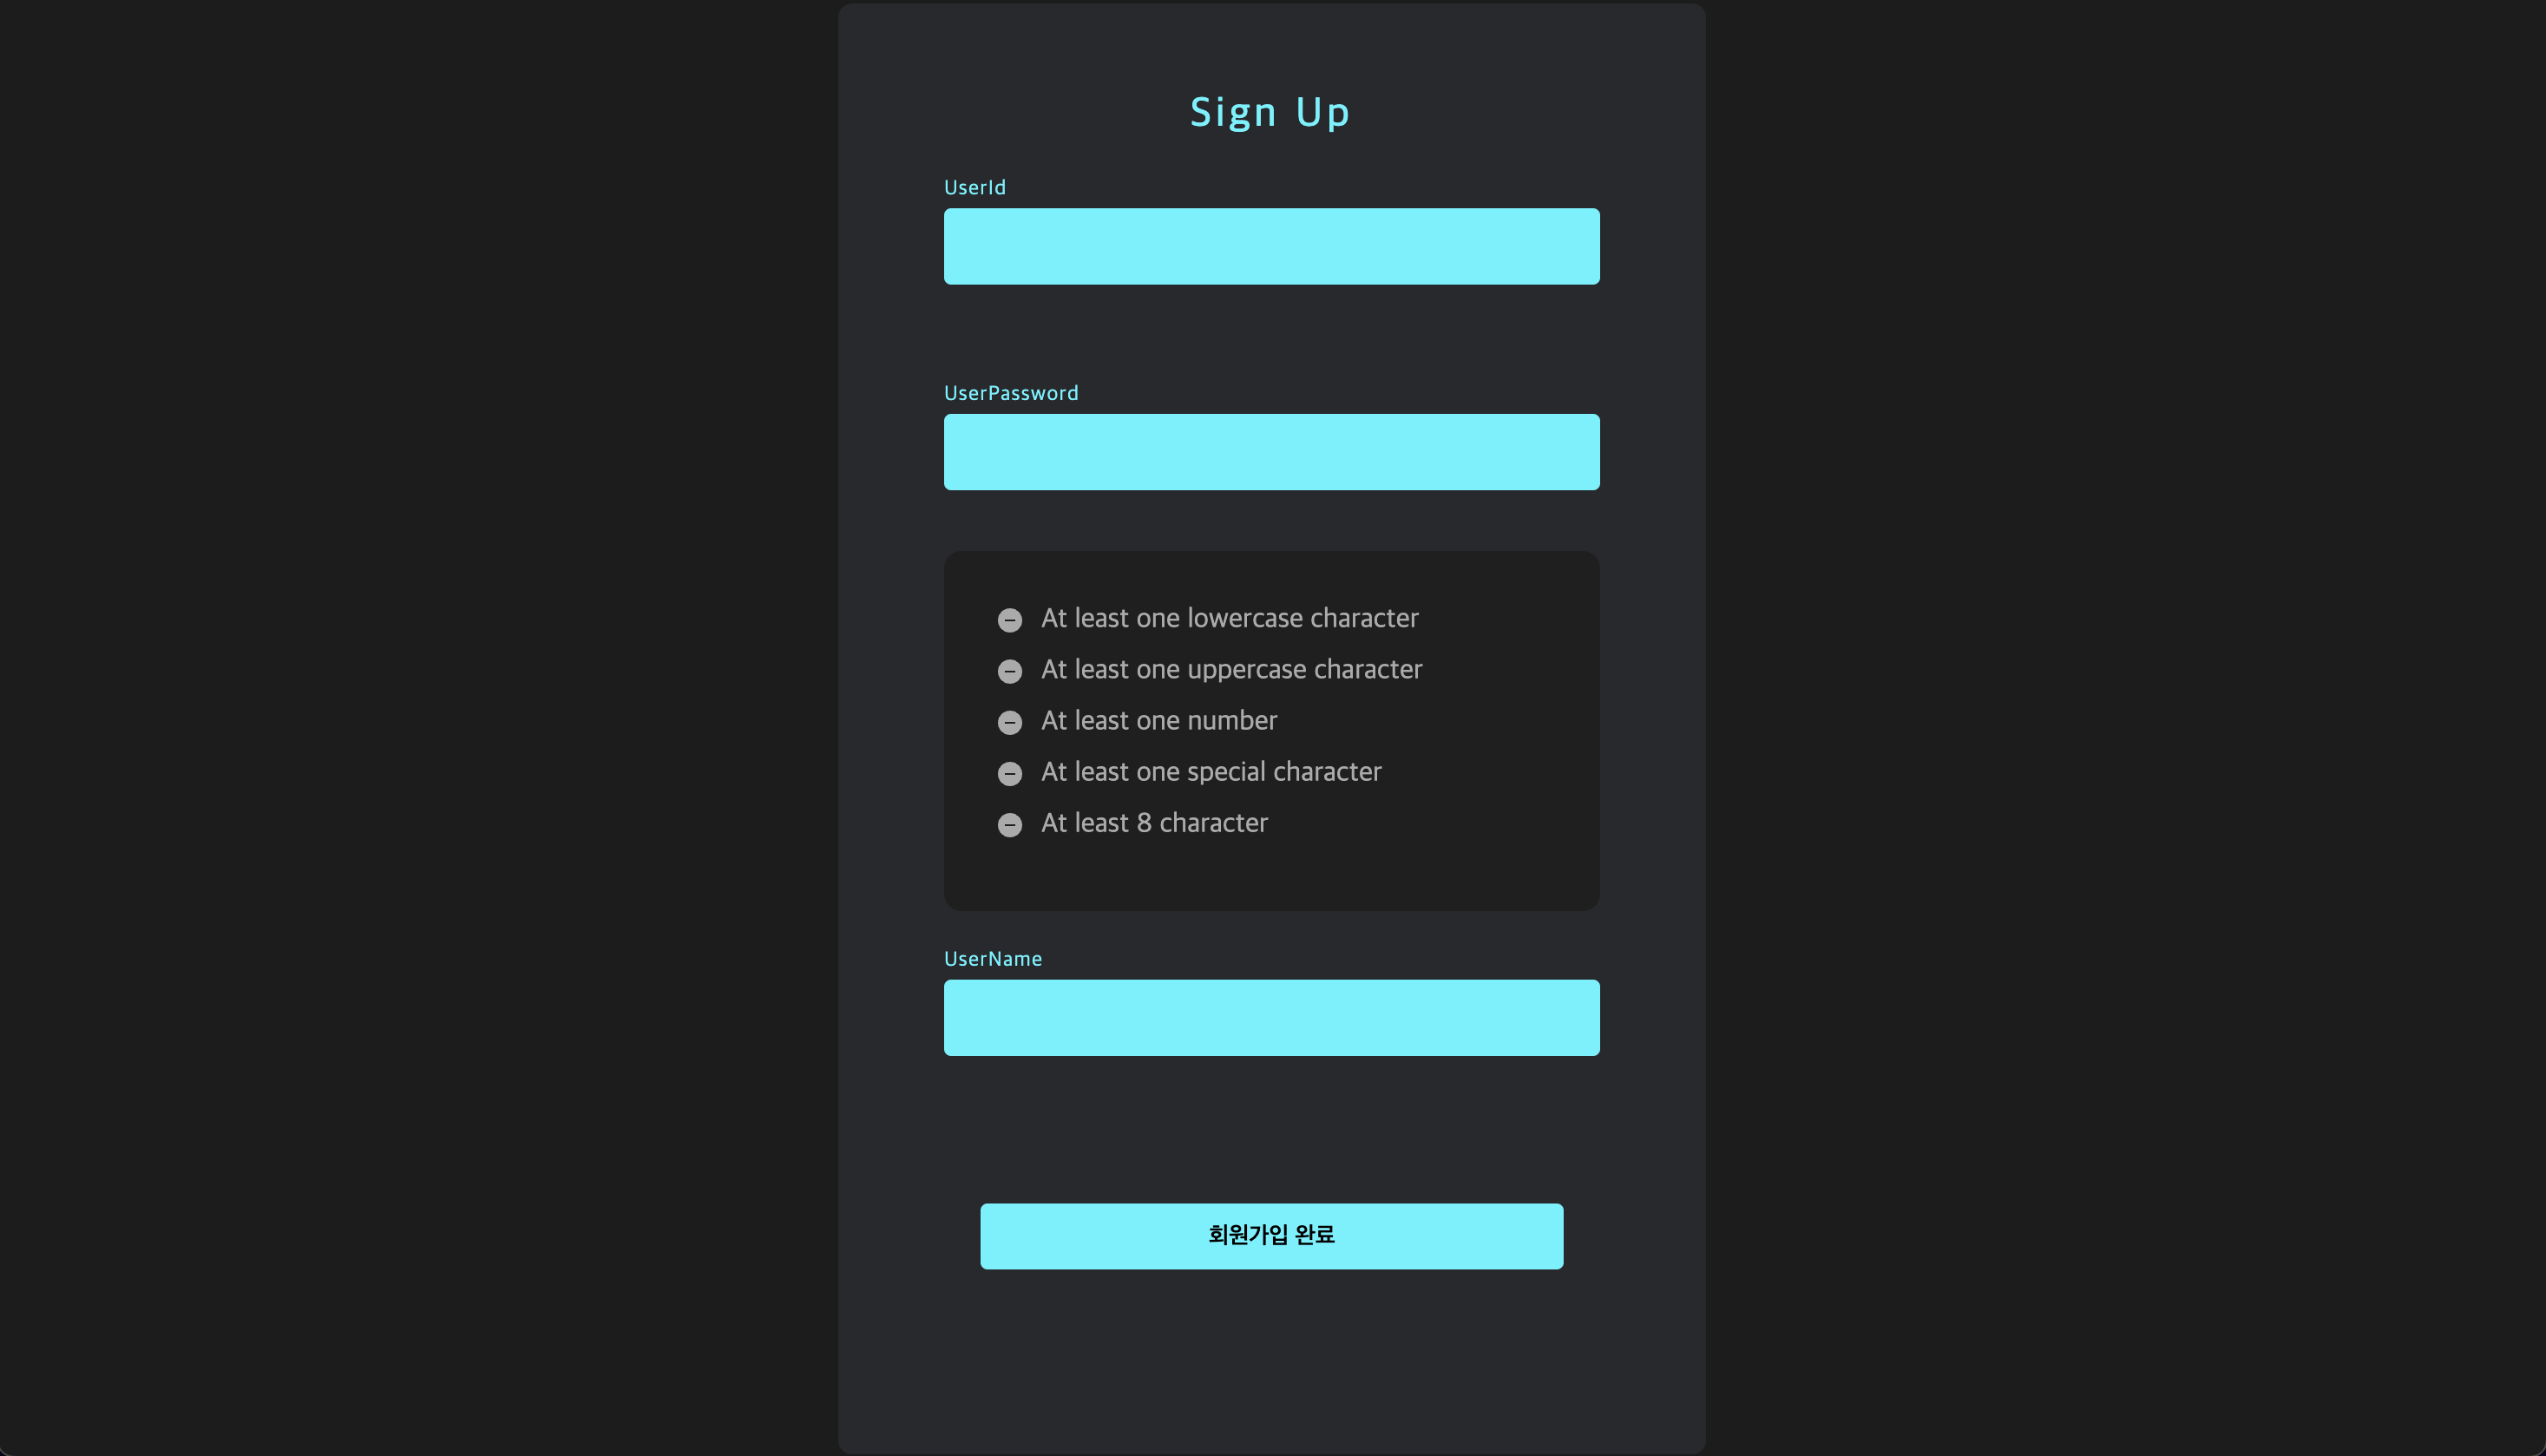 Sign Up
UserId
UserPassword
At least one lowercase character
At least one uppercase character
At least one number
At least one special character
At least 8 character
UserName
회원가입 완료